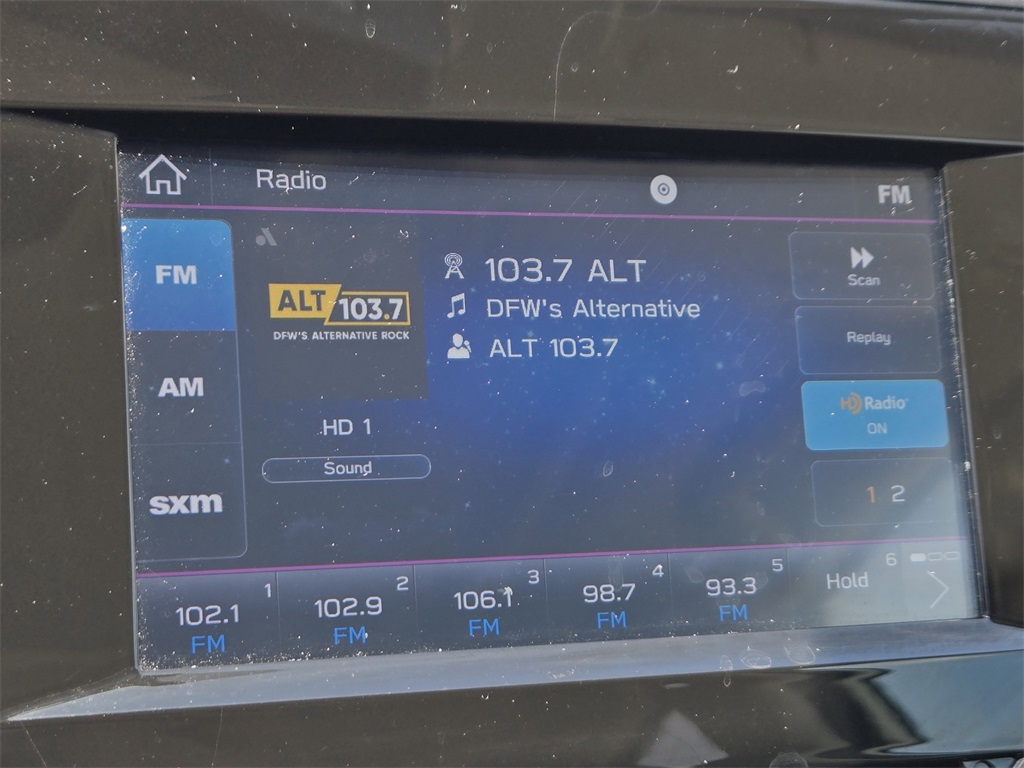 Radio
FM
FM
AM
sxm
ALT 103.7
DFW'S ALTERNATIVE ROCK
HD 1
Sound
103.7 ALT
DFW's Alternative
ALT 103.7
Scan
Replay
HD Radio
ON
1 2
102.1 1
FM
102.9 2
FM
106.1 3
FM
98.7 4
FM
93.3 5
FM
Hold 6